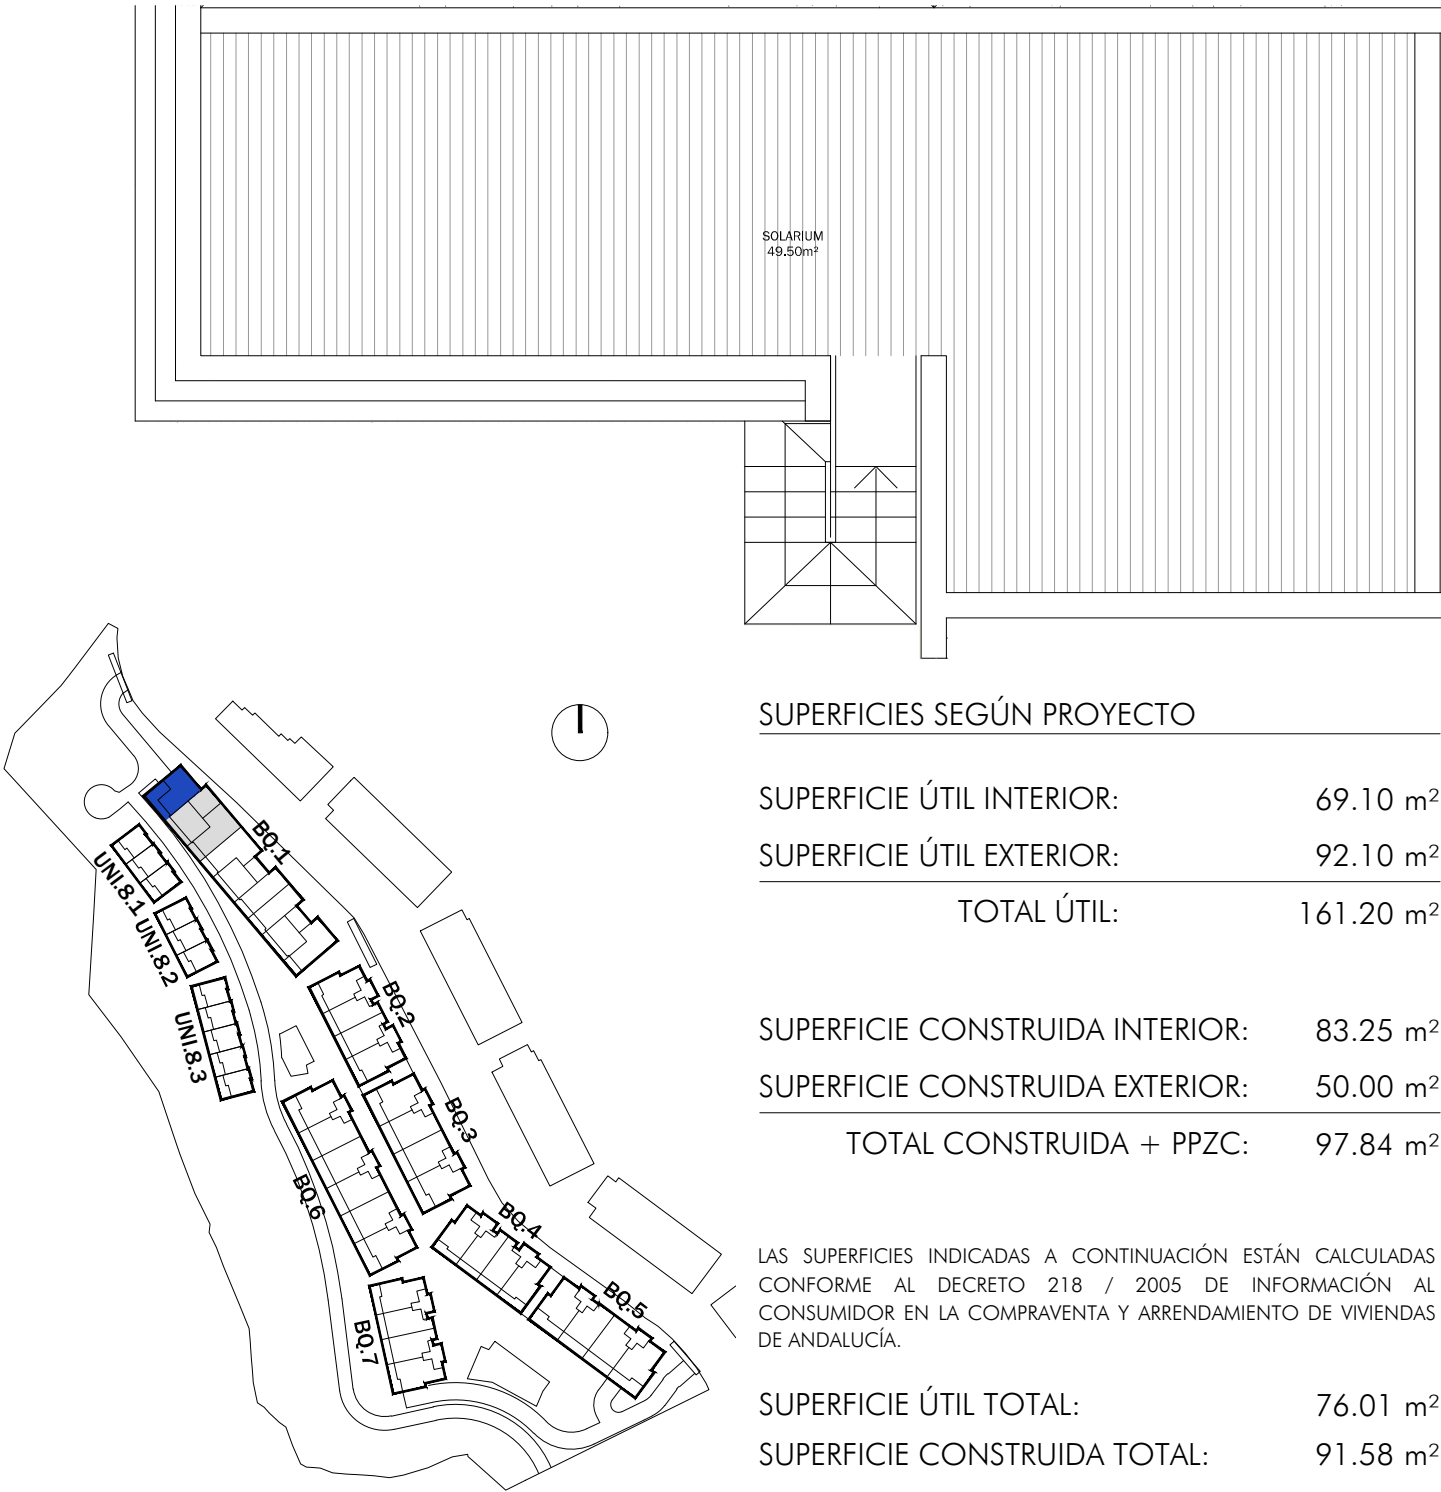 SOLARIUM
49.50m²
SUPERFICIES SEGÚN PROYECTO
SUPERFICIE ÚTIL INTERIOR: 69.10 m²
SUPERFICIE ÚTIL EXTERIOR: 92.10 m²
TOTAL ÚTIL: 161.20 m²
SUPERFICIE CONSTRUIDA INTERIOR: 83.25 m²
SUPERFICIE CONSTRUIDA EXTERIOR: 50.00 m²
TOTAL CONSTRUIDA + PPZC: 97.84 m²
LAS SUPERFICIES INDICADAS A CONTINUACIÓN ESTÁN CALCULADAS
CONFORME AL DECRETO 218 / 2005 DE INFORMACIÓN AL
CONSUMIDOR EN LA COMPRAVENTA Y ARRENDAMIENTO DE VIVIENDAS
DE ANDALUCÍA.
SUPERFICIE ÚTIL TOTAL: 76.01 m²
SUPERFICIE CONSTRUIDA TOTAL: 91.58 m²
BQ.1
UNI.8.1
UNI.8.2
UNI.8.3
BQ.2
BQ.3
BQ.6
BQ.4
BQ.5
BQ.7